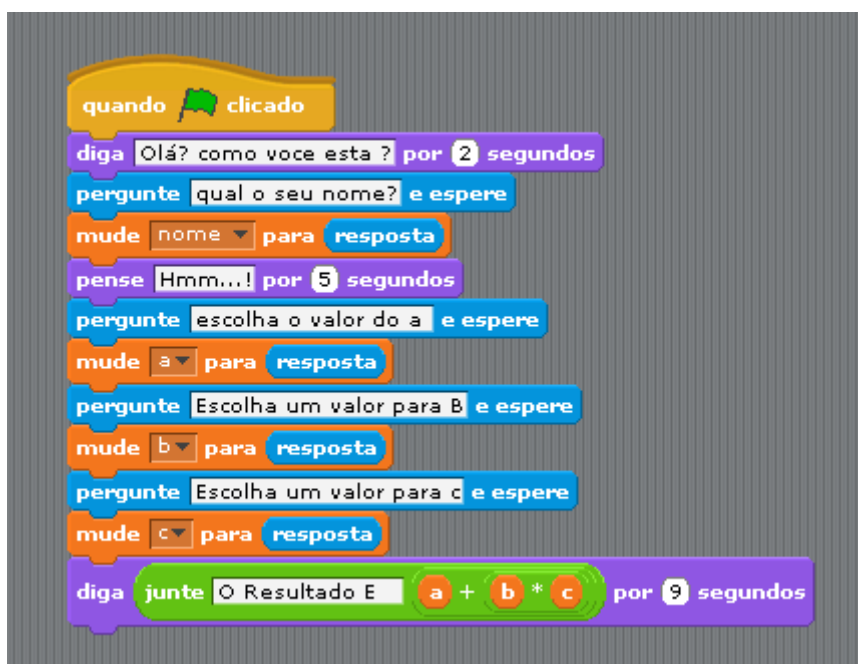 quando clicado
diga Olá? como voce esta ? por 2 segundos
pergunte qual o seu nome? e espere
mude nome para resposta
pense Hmm...! por 5 segundos
pergunte escolha o valor do a e espere
mude a para resposta
pergunte Escolha um valor para B e espere
mude b para resposta
pergunte Escolha um valor para c e espere
mude c para resposta
diga junte O Resultado E a + b * c por 9 segundos